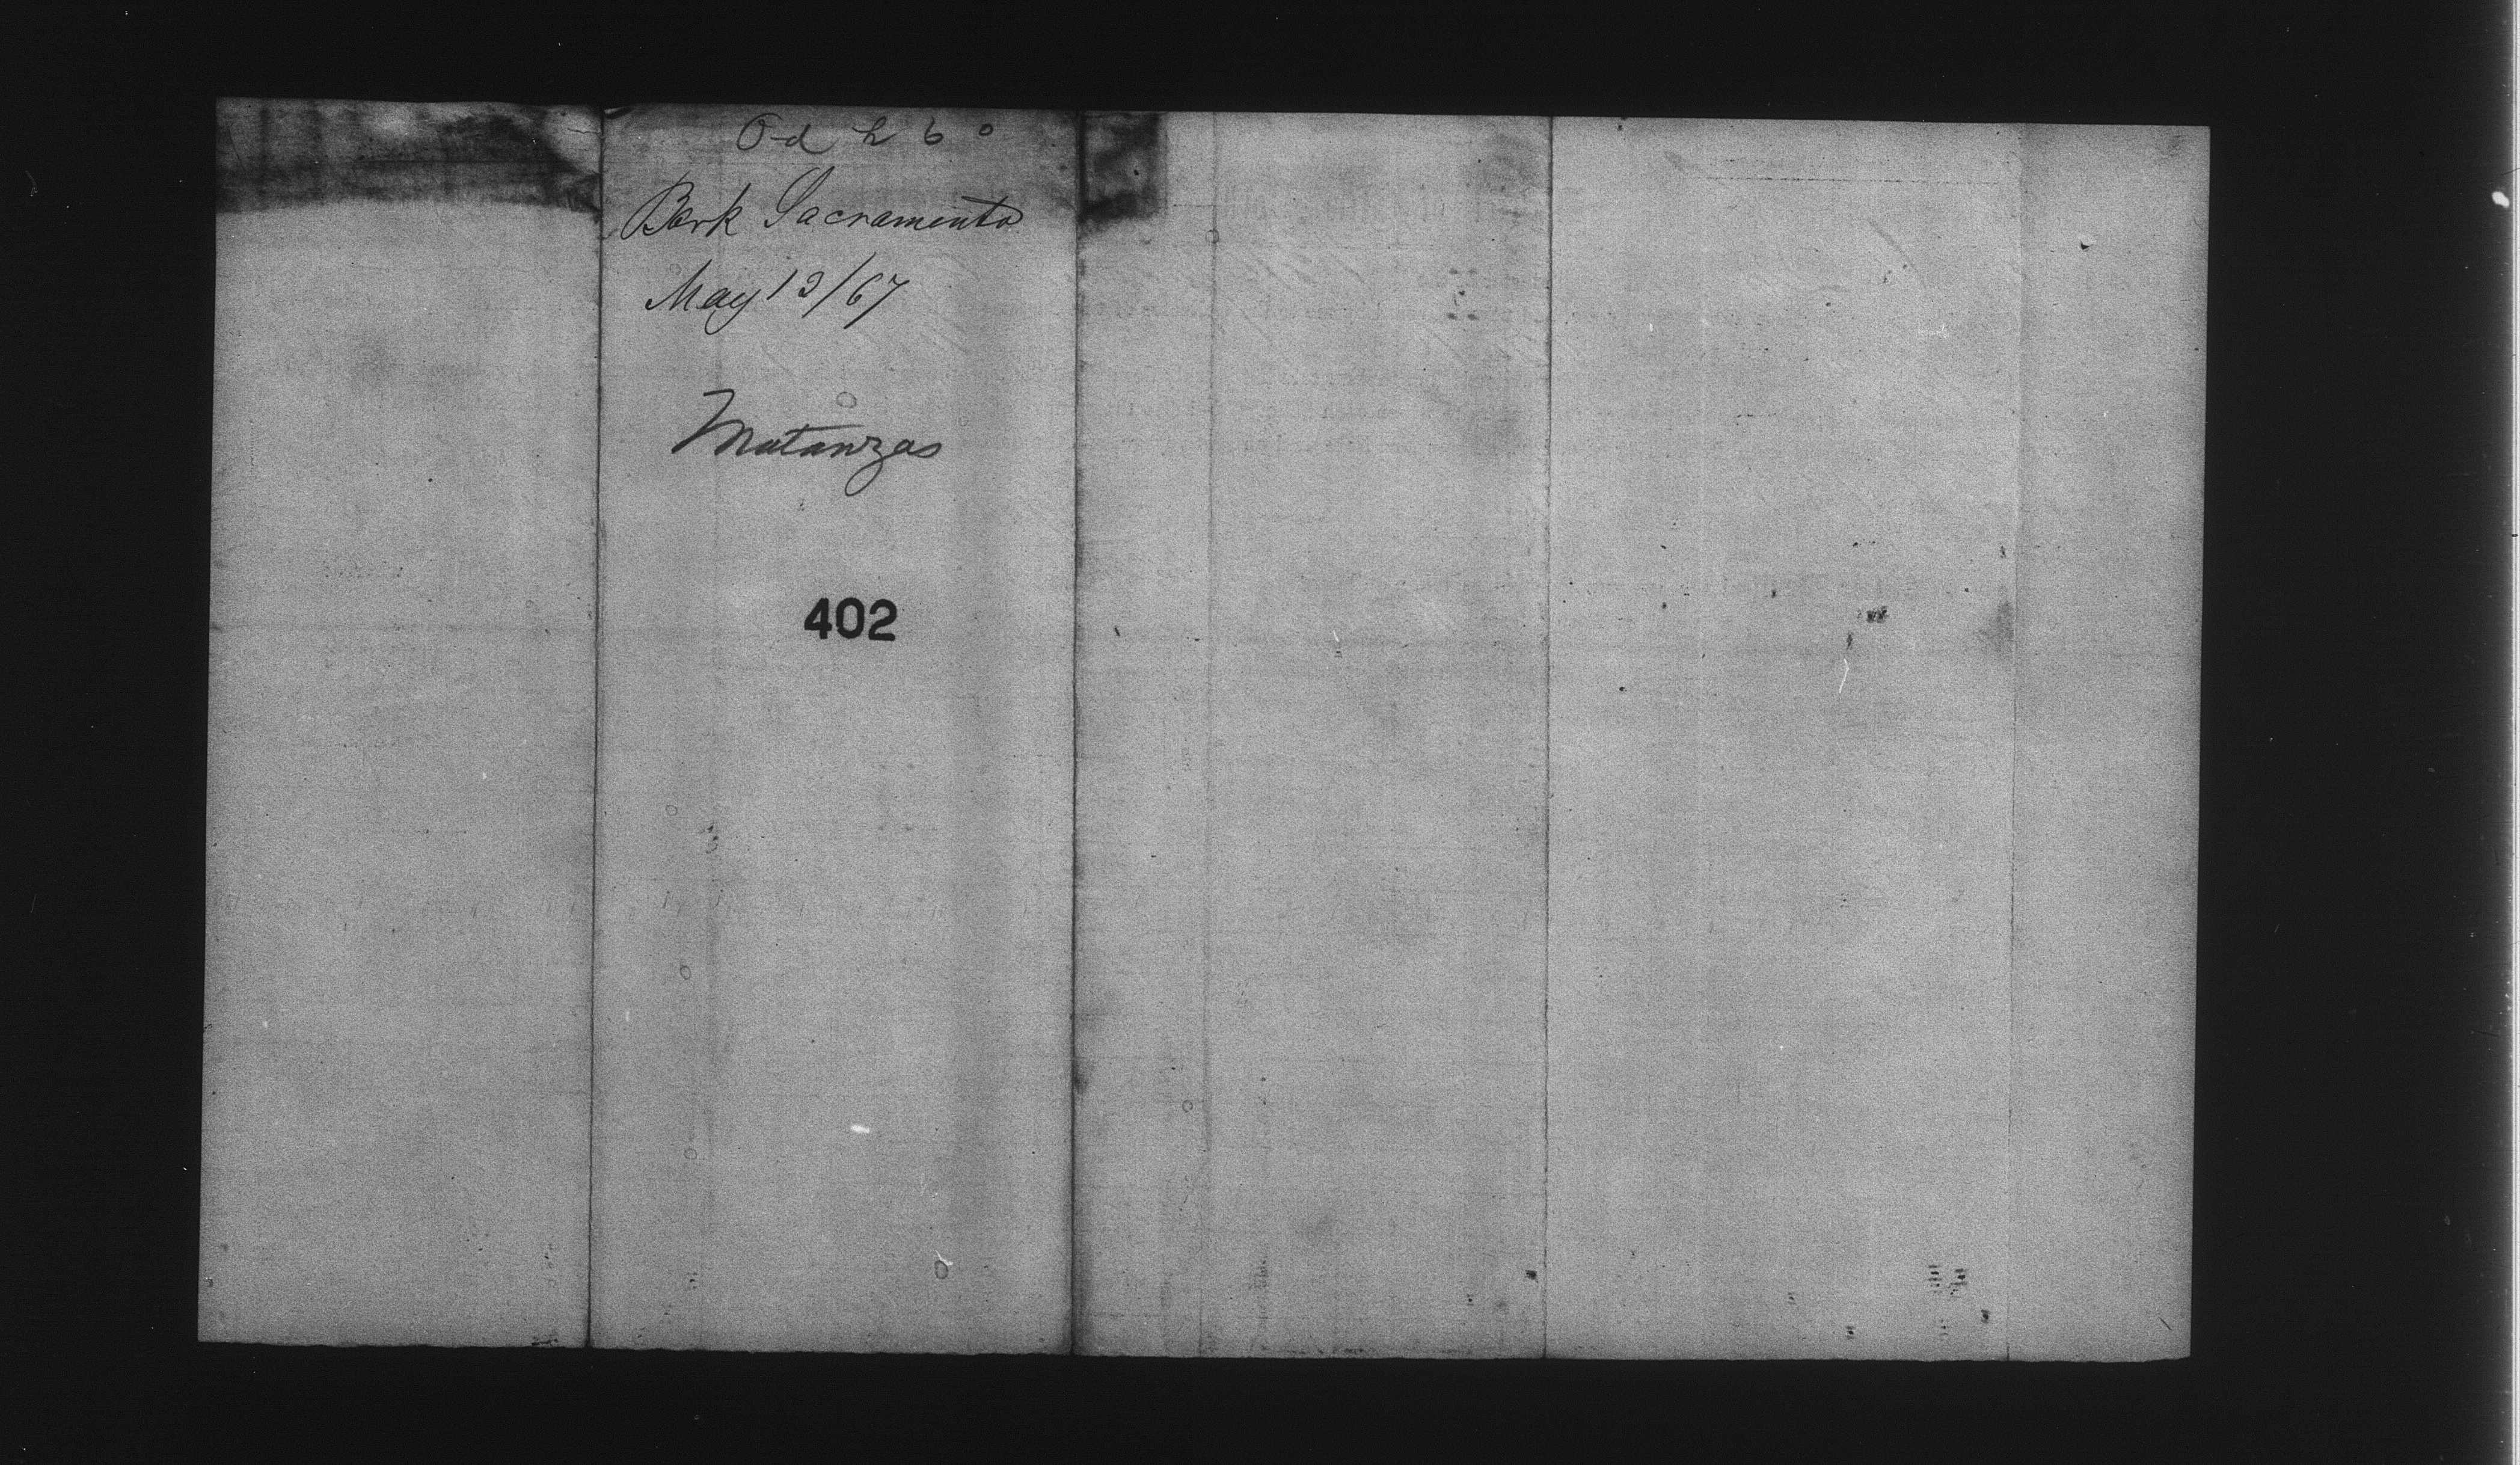 Bark Sacramento
May 13/67
Matanzas
402